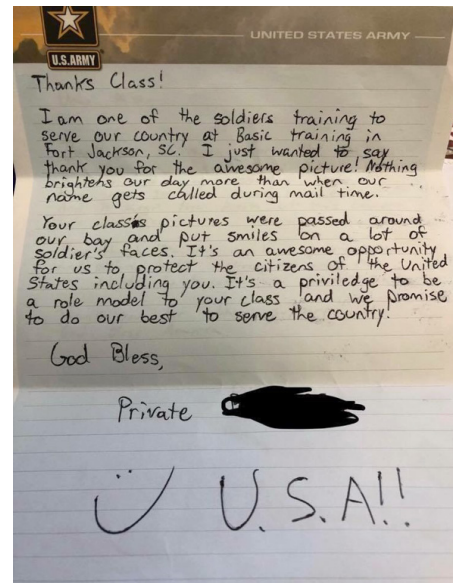 UNITED STATES ARMY
U.S.ARMY
Thanks Class!
I am one of the soldiers training to
serve our country at Basic training in
Fort Jackson, SC! I just wanted to say
thank you for the awesome picture! Nothing
brightens our day more than when our
name gets called during mail time.
Your class's pictures were passed around
our bay and put smiles on a lot of
soldier's faces. It's an awesome opportunity
for us to protect the citizens of the United
States including you. It's a priviledge to be
a role model to your class and we promise
to do our best to serve the country!
God Bless,
Private
U.S.A!!